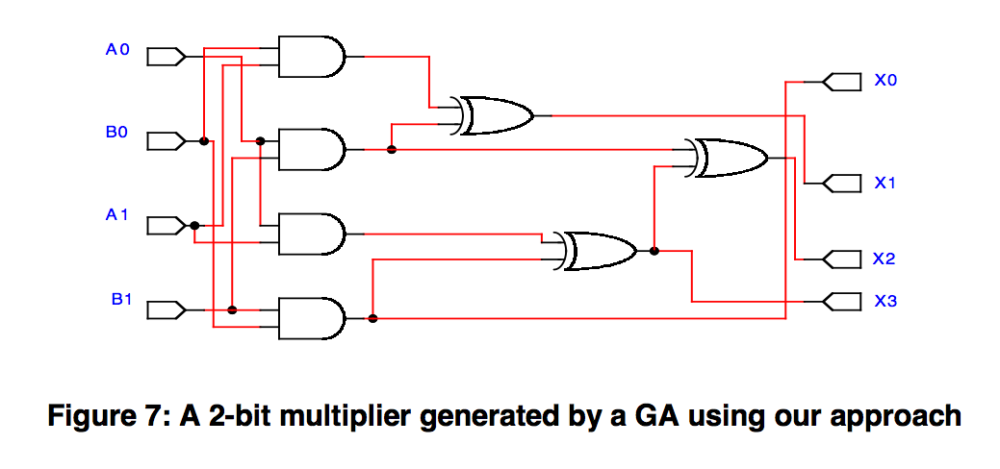 A0
X0
B0
X1
A1
X2
B1
X3
Figure 7: A 2-bit multiplier generated by a GA using our approach